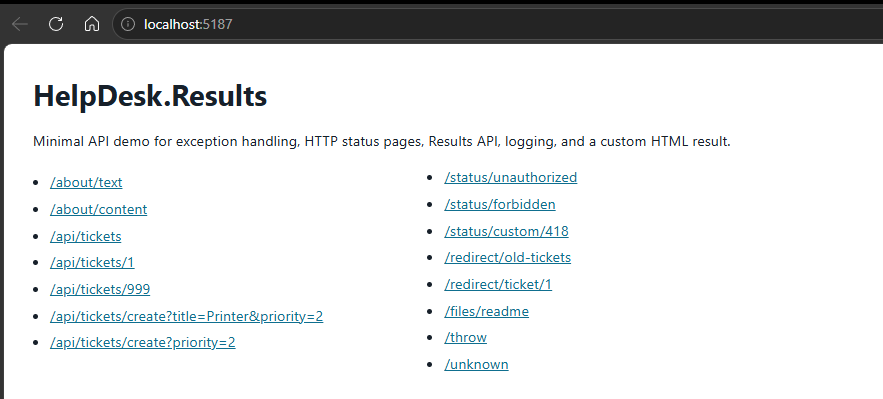 localhost:5187
HelpDesk.Results
Minimal API demo for exception handling, HTTP status pages, Results API, logging, and a custom HTML result.
/about/text
/about/content
/api/tickets
/api/tickets/1
/api/tickets/999
/api/tickets/create?title=Printer&priority=2
/api/tickets/create?priority=2
/status/unauthorized
/status/forbidden
/status/custom/418
/redirect/old-tickets
/redirect/ticket/1
/files/readme
/throw
/unknown